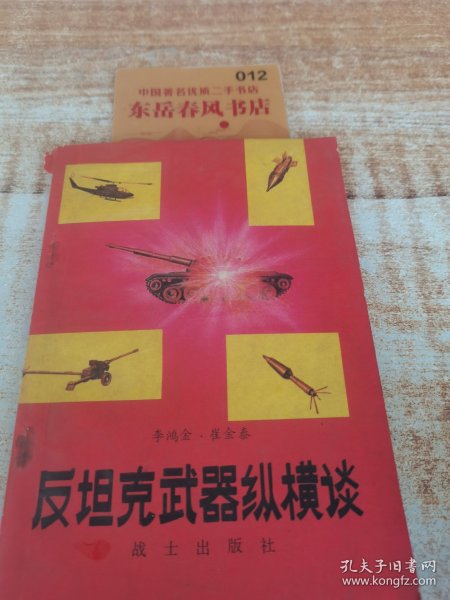 012
中国著名优质二手书店
东岳春风书店
李鸿金·崔金泰
反坦克武器纵横谈
战士出版社
孔夫子旧书网
www.kongfz.com